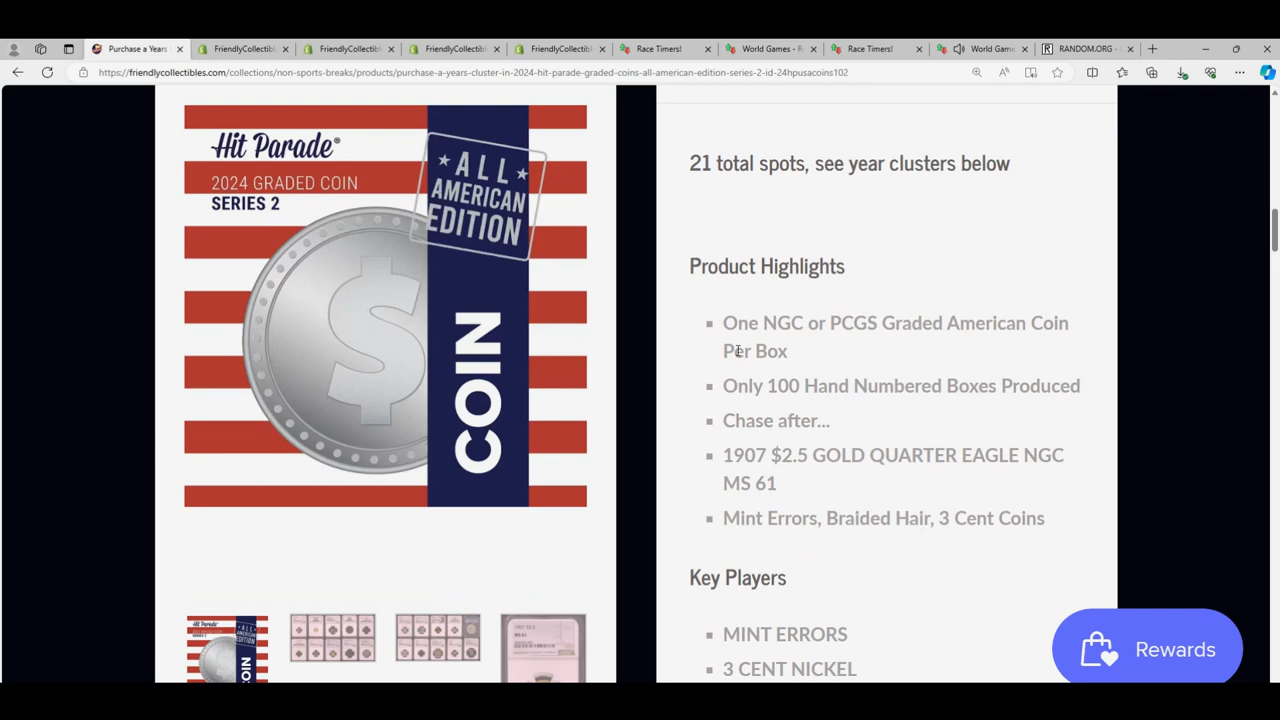 Purchase a Years
FriendlyCollectib
FriendlyCollectib
FriendlyCollectib
FriendlyCollectib
Race Timers!
World Games - R
Race Timers!
World Game
RANDOM.ORG -
https://friendlycollectibles.com/collections/non-sports-breaks/products/purchase-a-years-cluster-in-2024-hit-parade-graded-coins-all-american-edition-series-2-id-24hpusacoins102
Hit Parade®
2024 GRADED COIN
SERIES 2
ALL
AMERICAN
EDITION
$
COIN
21 total spots, see year clusters below
Product Highlights
One NGC or PCGS Graded American Coin
Per Box
Only 100 Hand Numbered Boxes Produced
Chase after...
1907 $2.5 GOLD QUARTER EAGLE NGC
MS 61
Mint Errors, Braided Hair, 3 Cent Coins
Key Players
MINT ERRORS
3 CENT NICKEL
Rewards